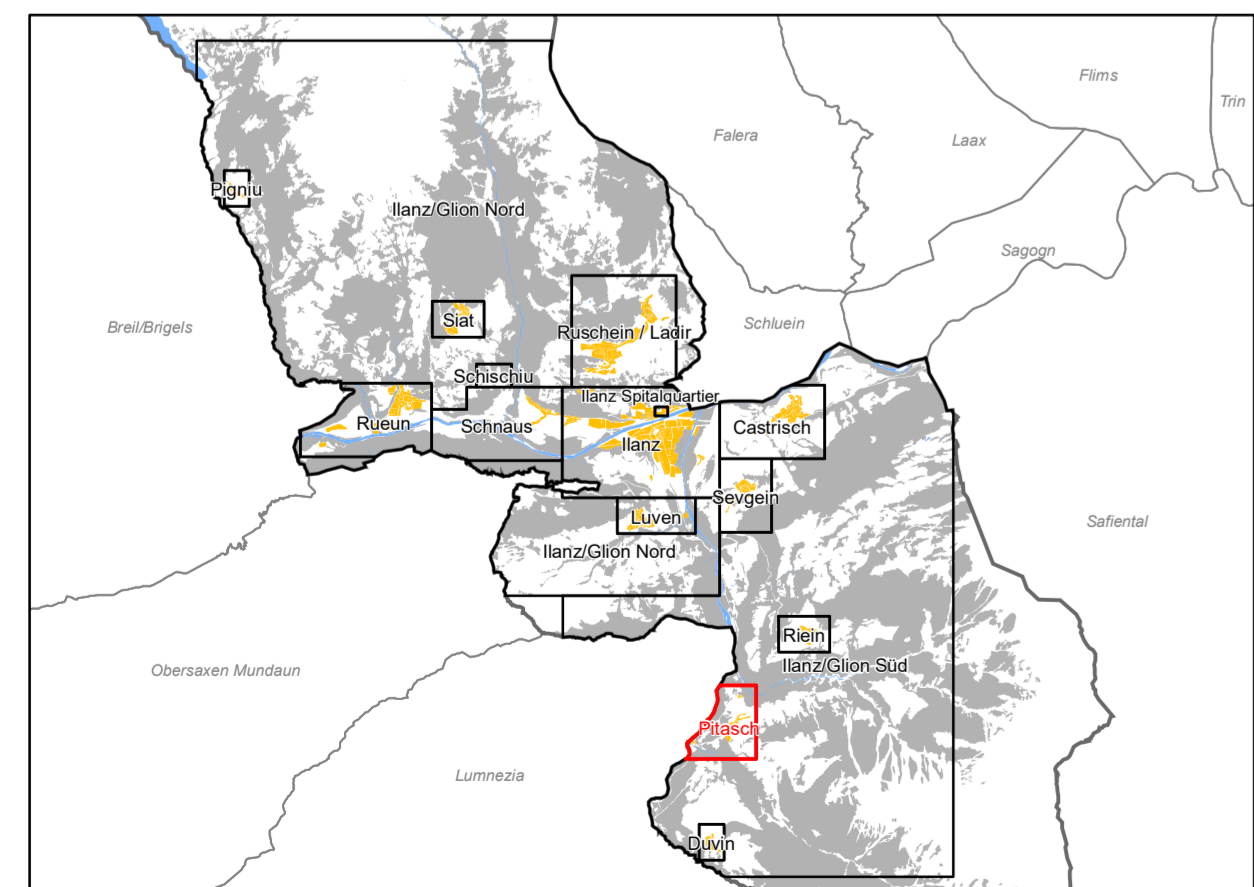 Flims
Trin
Falera
Laax
Pigniu
Ilanz/Glion Nord
Sagogn
Breil/Brigels
Siat
Ruschein / Ladir
Schluein
Schischiu
Ilanz Spitalquartier
Rueun
Schnaus
Ilanz
Castrisch
Sevgein
Luven
Safiental
Ilanz/Glion Nord
Riein
Ilanz/Glion Süd
Obersaxen Mundaun
Pitasch
Lumnezia
Duvin